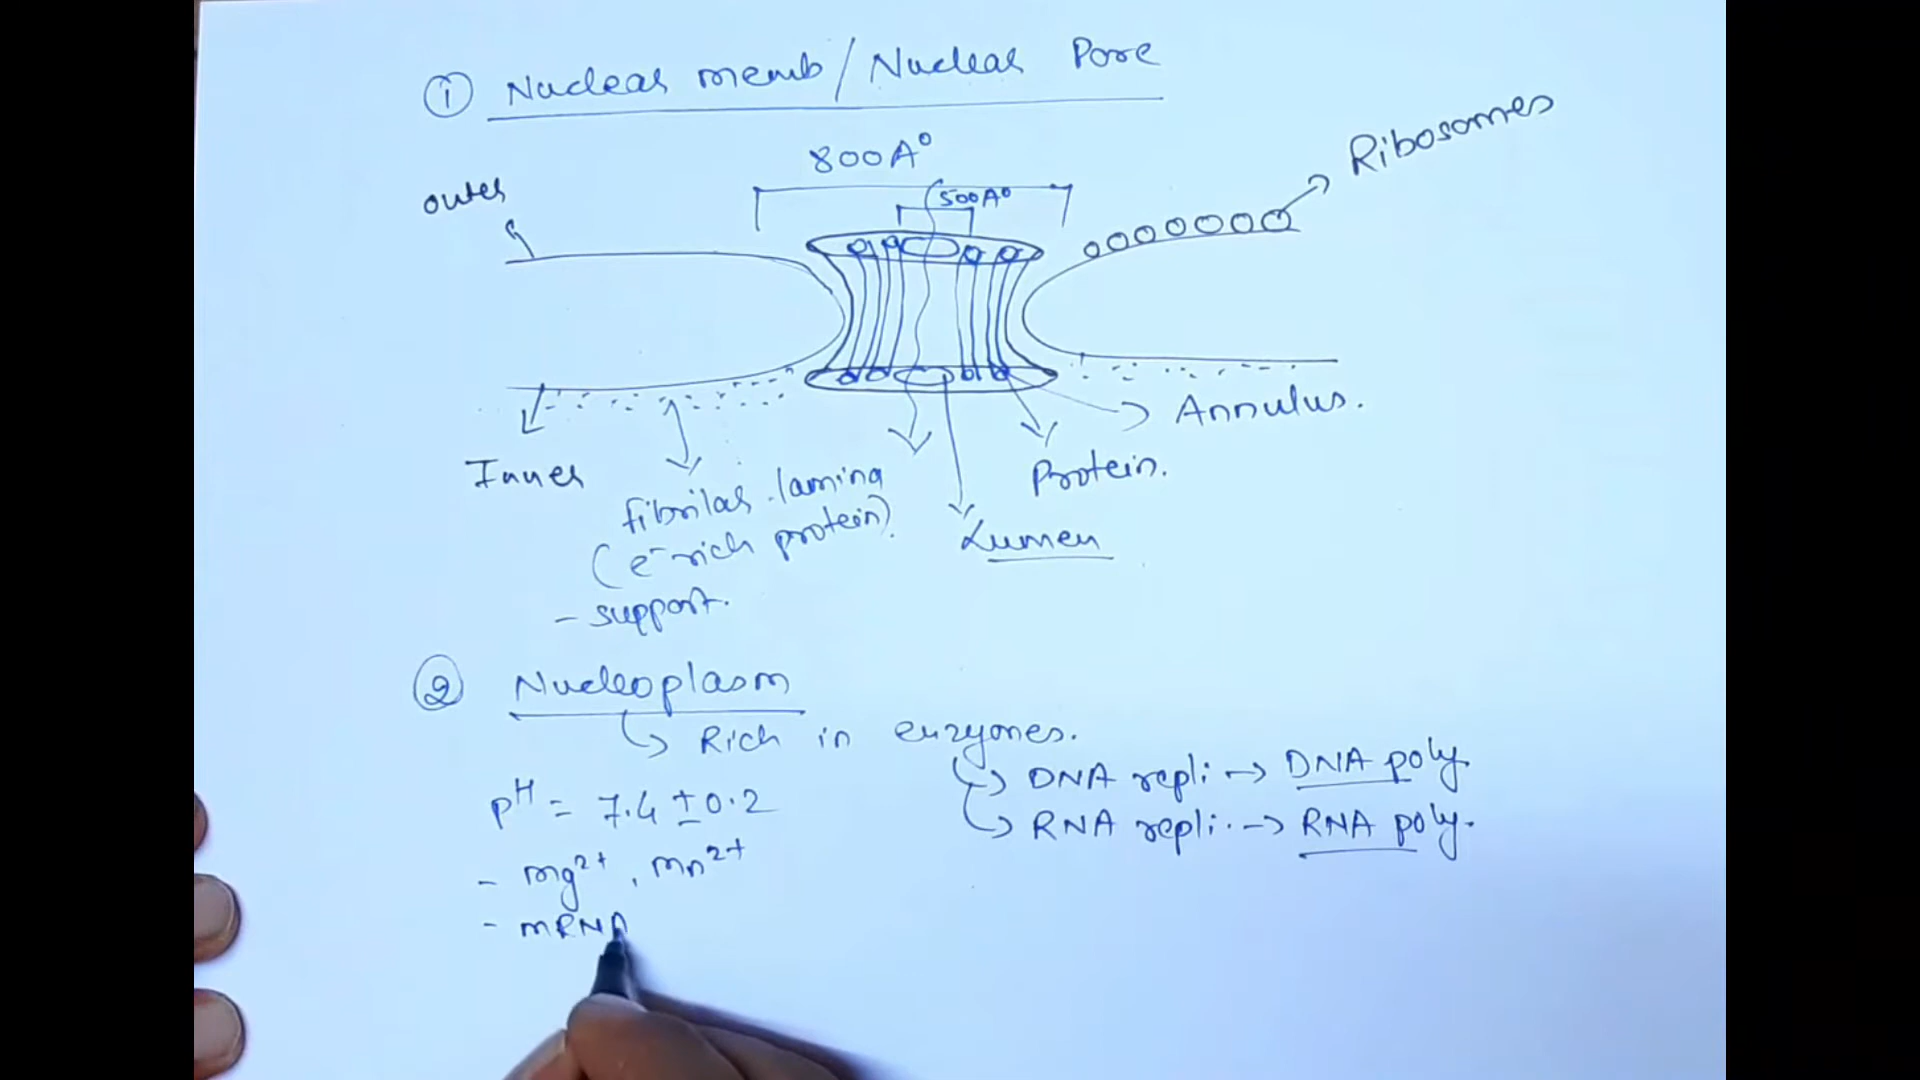 ① Nuclear memb / Nuclear Pore
800A°
500A°
Ribosomes
outer
Annulus.
Inner
Protein.
fibrilar lamina
(e⁻ rich protein).
Lumen
- support.
② Nucleoplasm
↳ Rich in enzymes.
↳ DNA repli → DNA poly.
↳ RNA repli. → RNA poly.
pH = 7.4 ± 0.2
- mg²⁺, mn²⁺
- mRNA